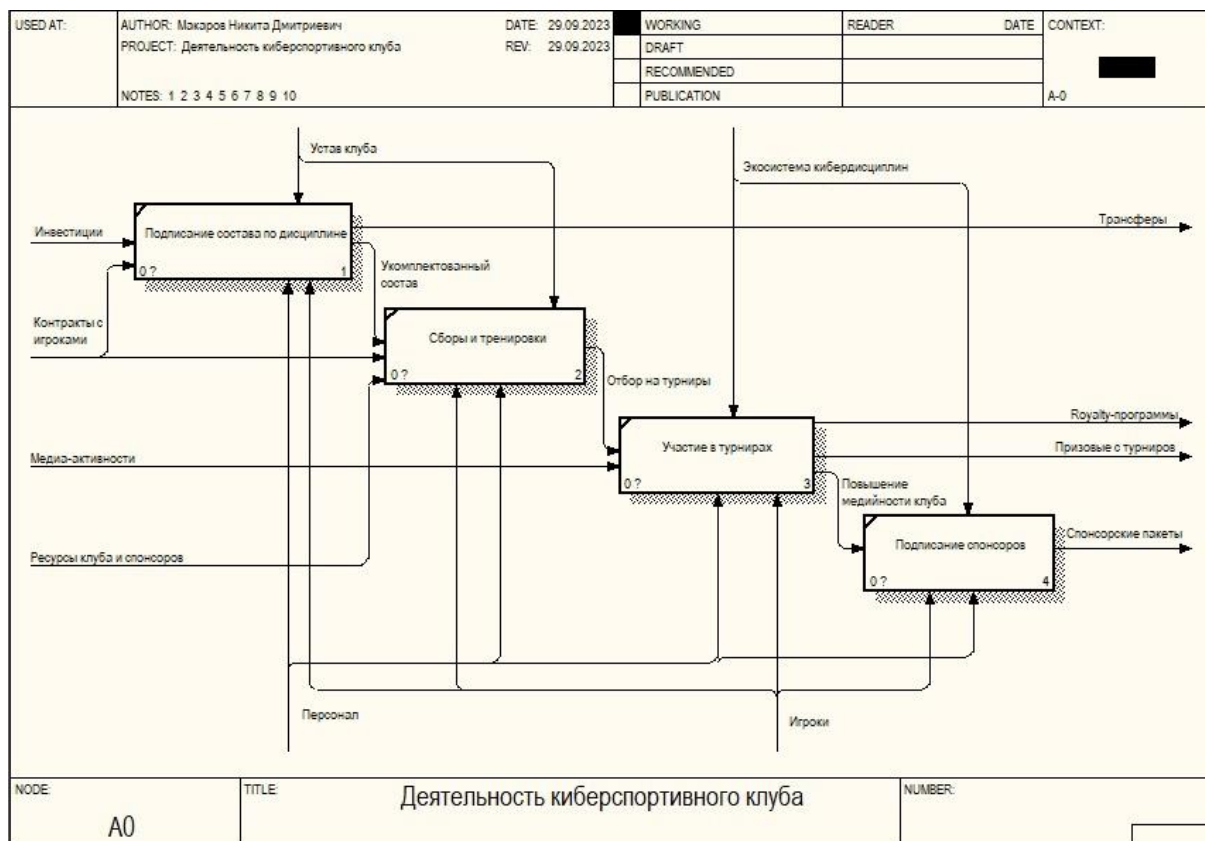 USED AT:
AUTHOR: Макаров Никита Дмитриевич
DATE: 29.09.2023
WORKING
READER
DATE
CONTEXT:
PROJECT: Деятельность киберспортивного клуба
REV: 29.09.2023
DRAFT
RECOMMENDED
NOTES: 1 2 3 4 5 6 7 8 9 10
PUBLICATION
A-0
Устав клуба
Экосистема кибердисциплин
Трансферы
Инвестиции
Подписание состава по дисциплине
0 ?
1
Укомплектованный
состав
Контракты с
игроками
Сборы и тренировки
0 ?
2
Отбор на турниры
Royalty-программы
Участие в турнирах
Призовые с турниров
Медиа-активности
0 ?
3
Повышение
медийности клуба
Ресурсы клуба и спонсоров
Подписание спонсоров
Спонсорские пакеты
0 ?
4
Персонал
Игроки
NODE:
TITLE:
Деятельность киберспортивного клуба
NUMBER:
A0